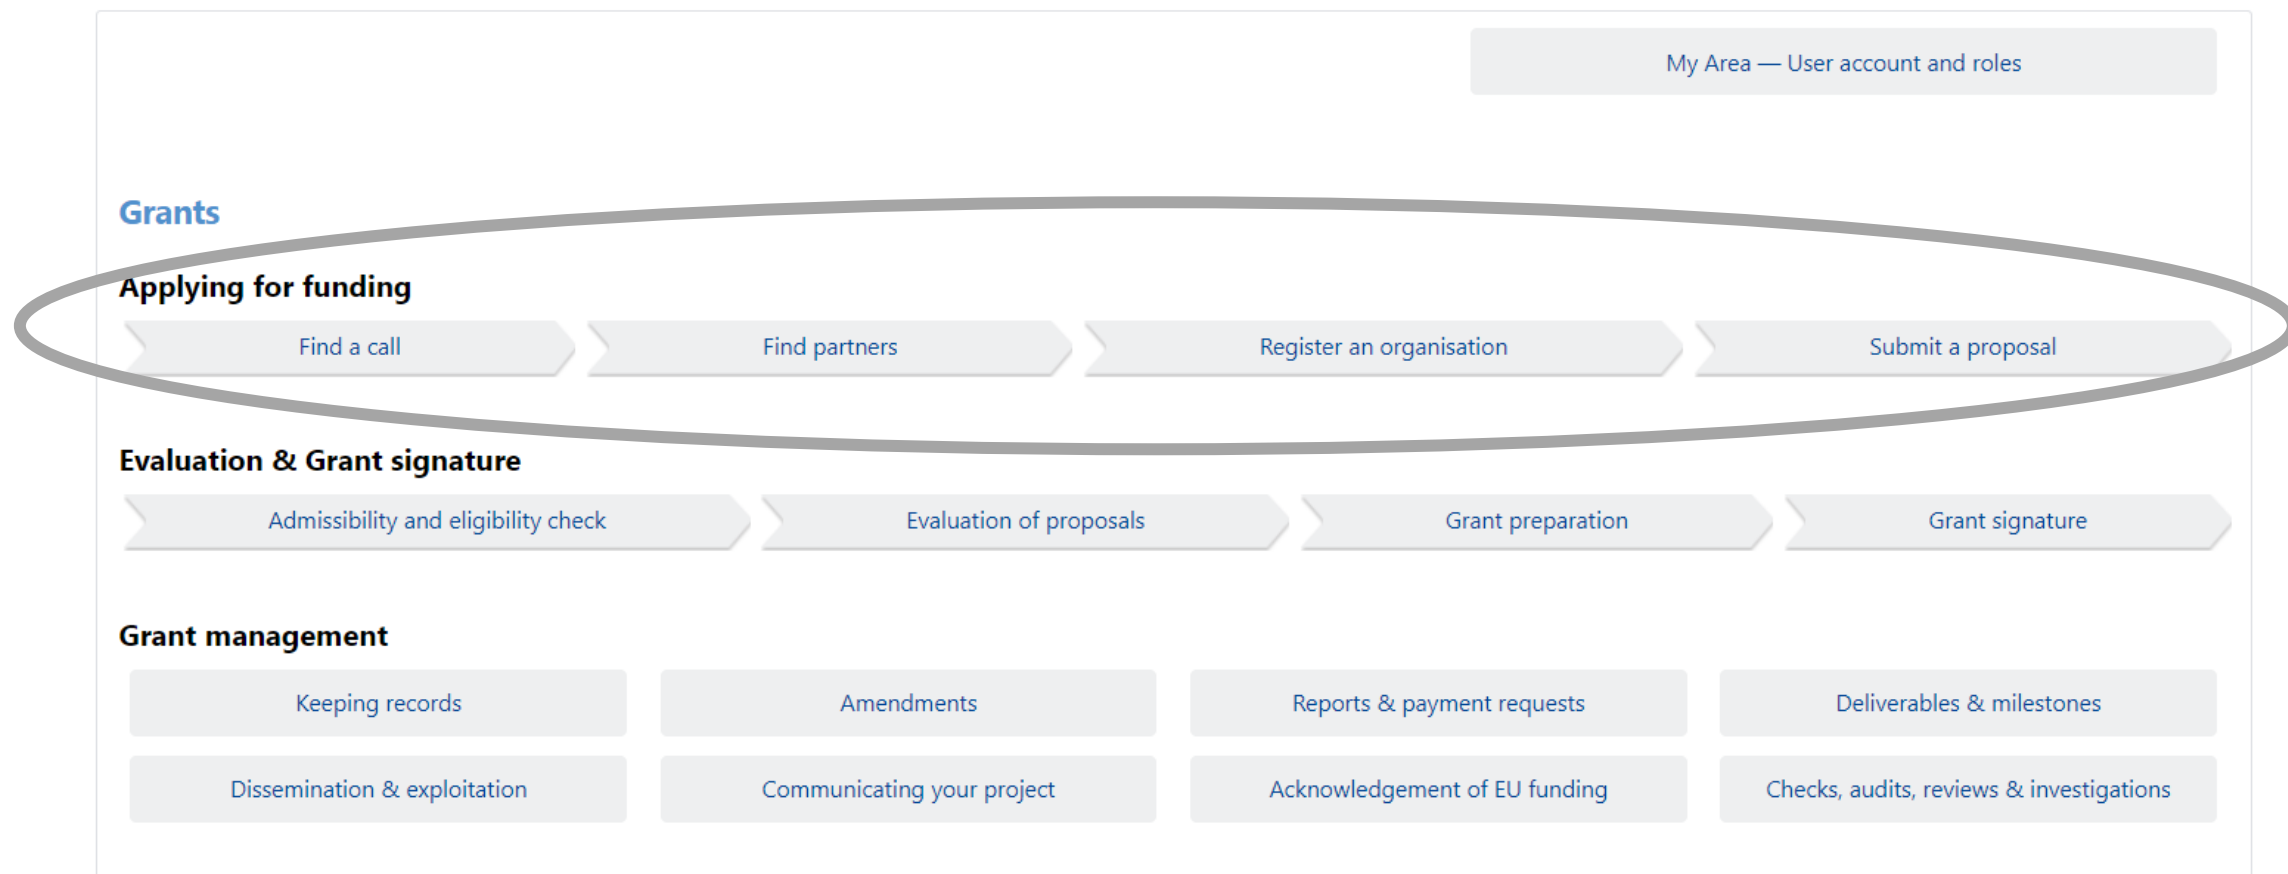 My Area — User account and roles
Grants
Applying for funding
Find a call
Find partners
Register an organisation
Submit a proposal
Evaluation & Grant signature
Admissibility and eligibility check
Evaluation of proposals
Grant preparation
Grant signature
Grant management
Keeping records
Amendments
Reports & payment requests
Deliverables & milestones
Dissemination & exploitation
Communicating your project
Acknowledgement of EU funding
Checks, audits, reviews & investigations